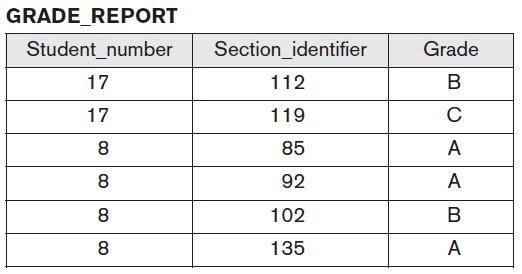 GRADE_REPORT
Student_number Section_identifier Grade
17 112 B
17 119 C
8 85 A
8 92 A
8 102 B
8 135 A